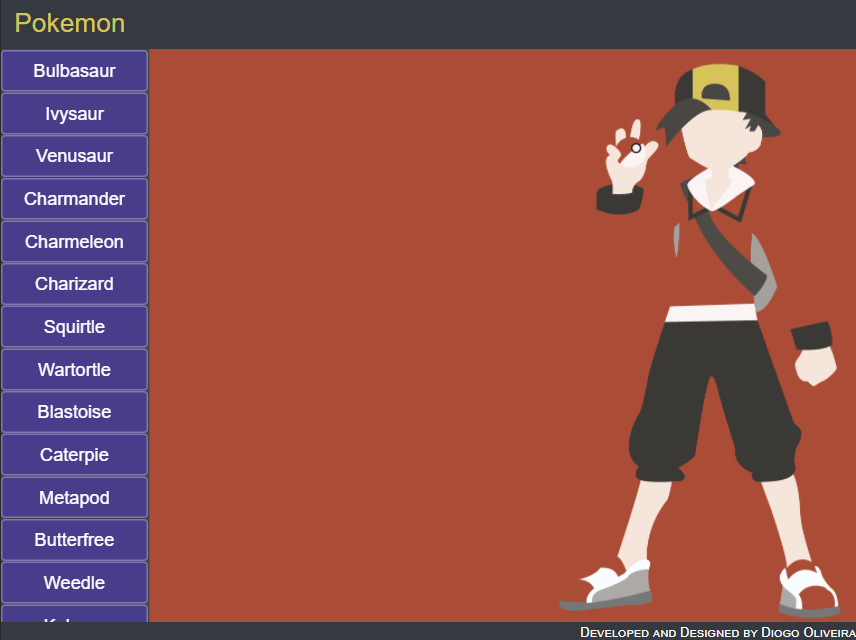 Pokemon
Bulbasaur
Ivysaur
Venusaur
Charmander
Charmeleon
Charizard
Squirtle
Wartortle
Blastoise
Caterpie
Metapod
Butterfree
Weedle
Developed and Designed by Diogo Oliveira